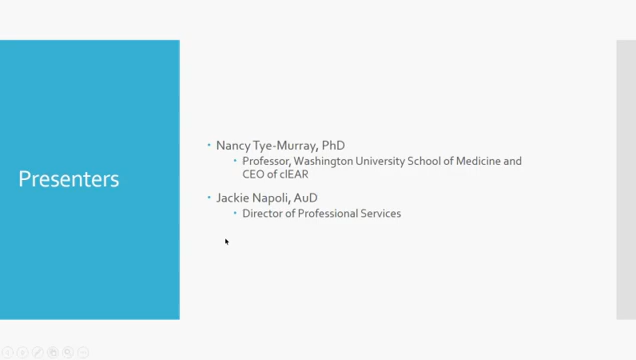 Presenters
• Nancy Tye-Murray, PhD
• Professor, Washington University School of Medicine and
CEO of clEAR
• Jackie Napoli, AuD
• Director of Professional Services